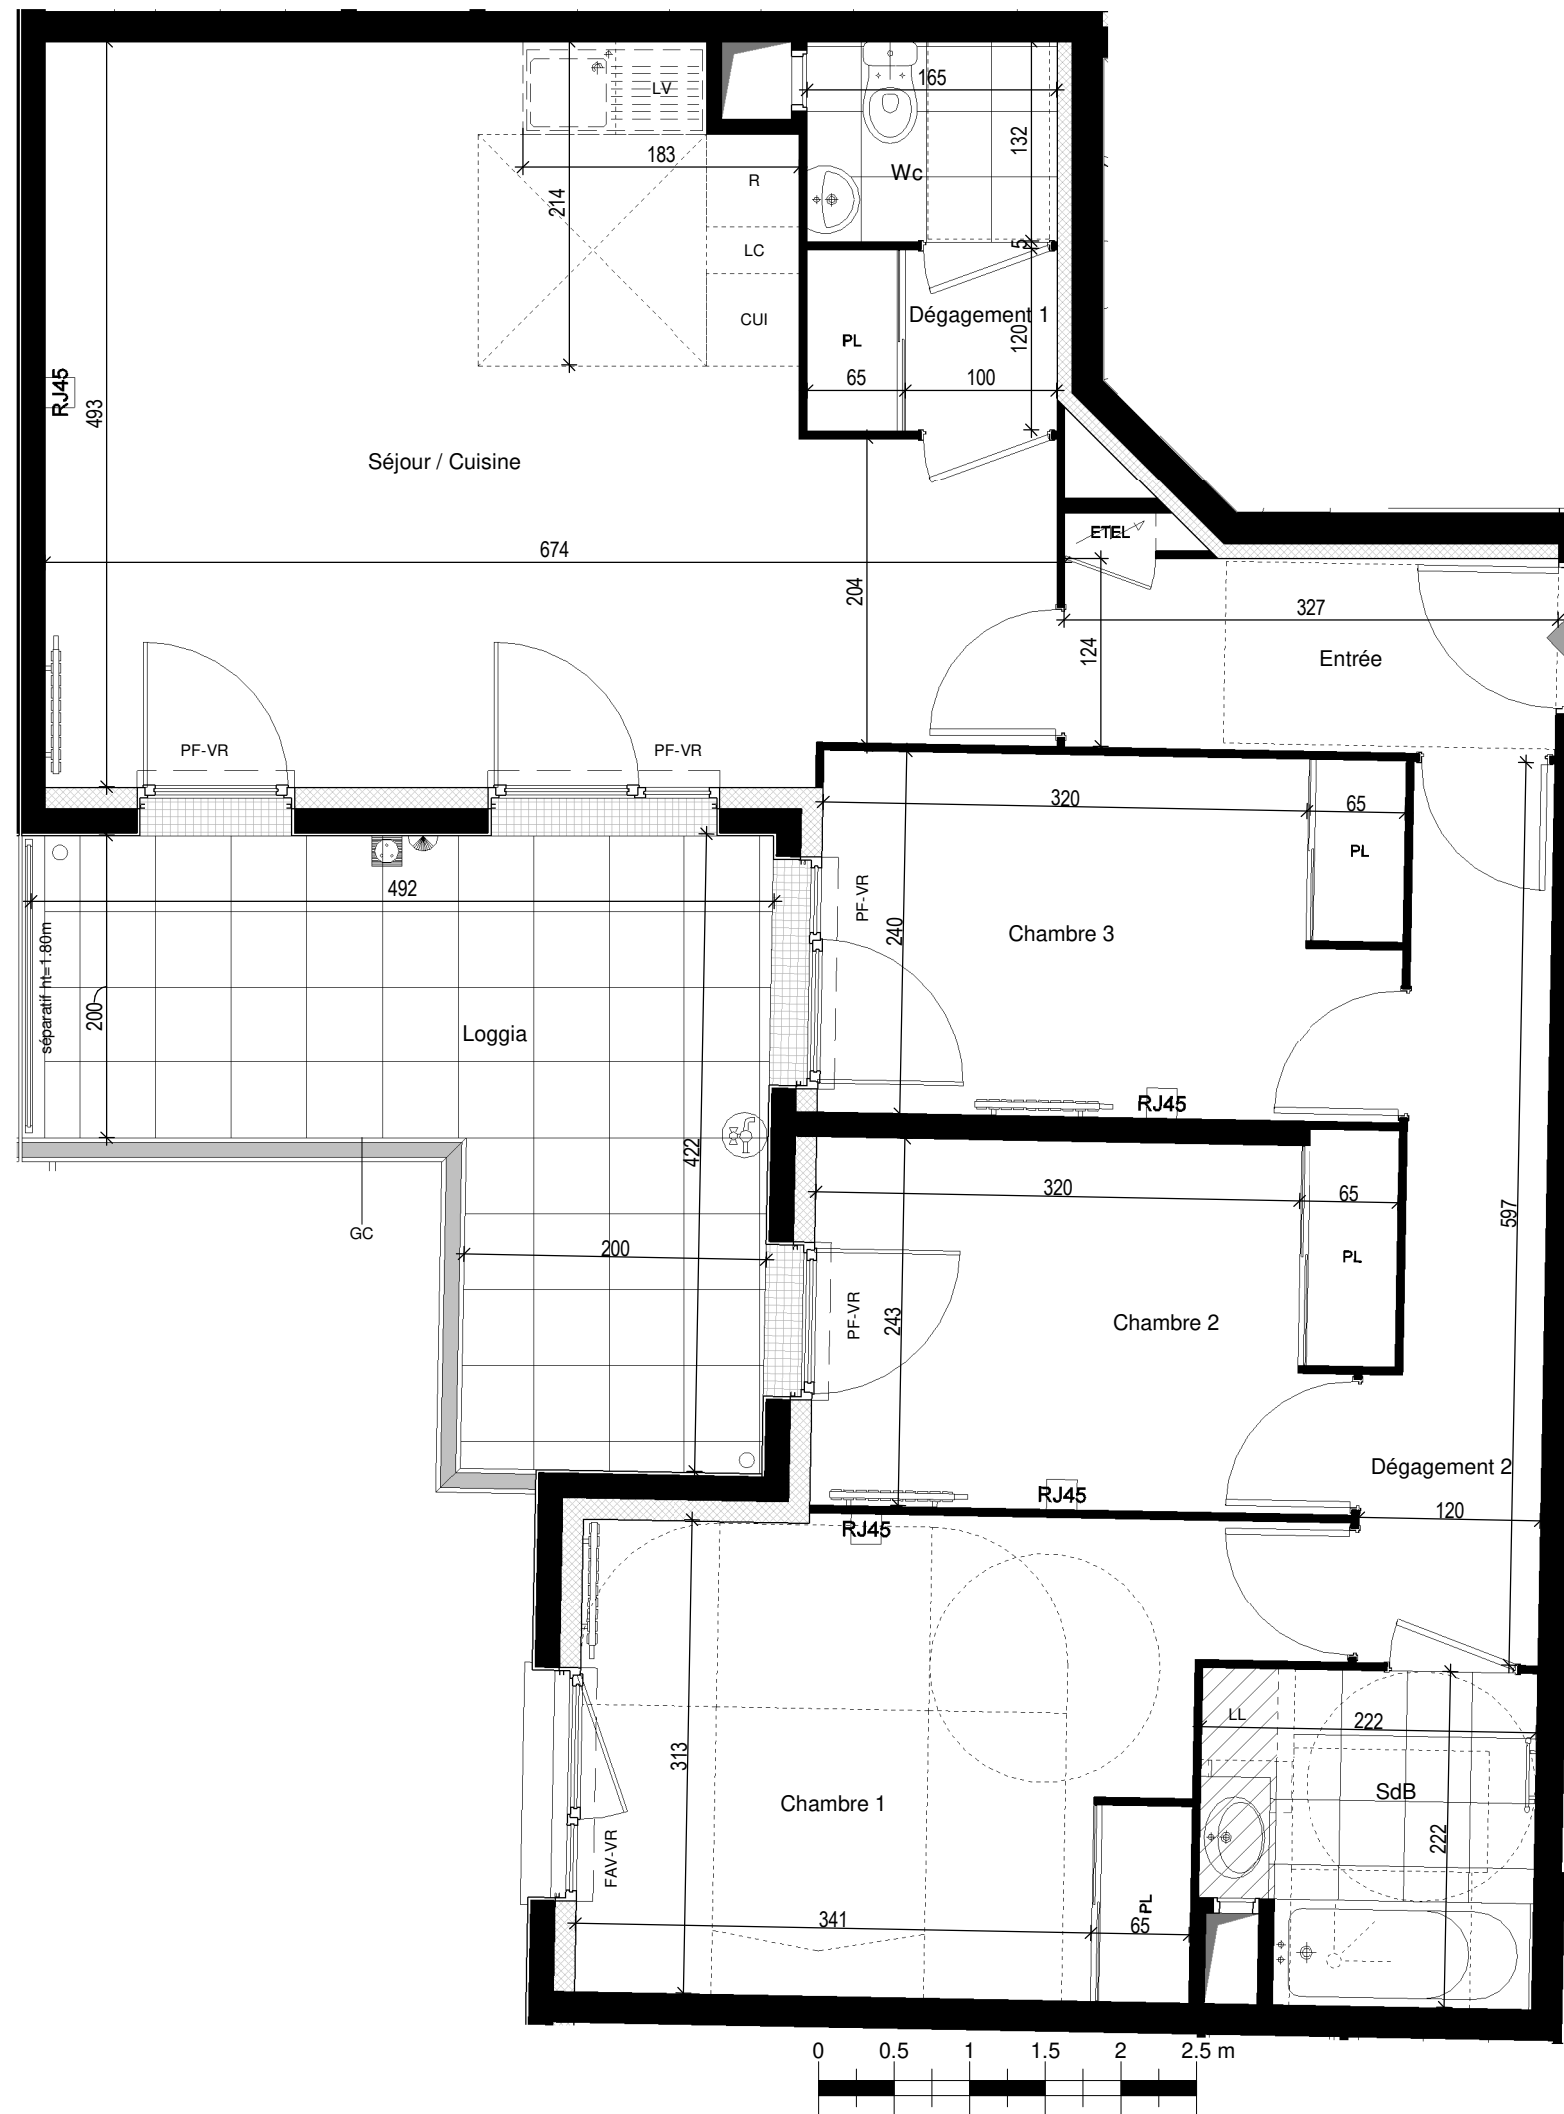 LV
165
132
183
R
214
Wc
LC
5
CUI
Dégagement 1
120
PL
65
100
RJ45
493
Séjour / Cuisine
ETEL
674
204
327
124
Entrée
PF-VR
PF-VR
320
65
PL
PF-VR
492
240
Chambre 3
séparatif ht=1.80m
200
Loggia
RJ45
422
320
65
597
GC
200
PL
PF-VR
243
Chambre 2
Dégagement 2
RJ45
120
RJ45
LL
222
313
SdB
Chambre 1
222
FAV-VR
PL
341
65
0 0.5 1 1.5 2 2.5 m